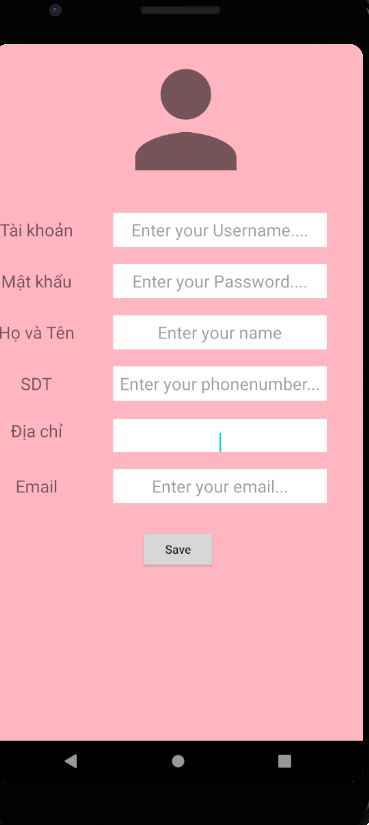 Tài khoản
Enter your Username....
Mật khẩu
Enter your Password....
Họ và Tên
Enter your name
SDT
Enter your phonenumber...
Địa chỉ
Email
Enter your email...
Save